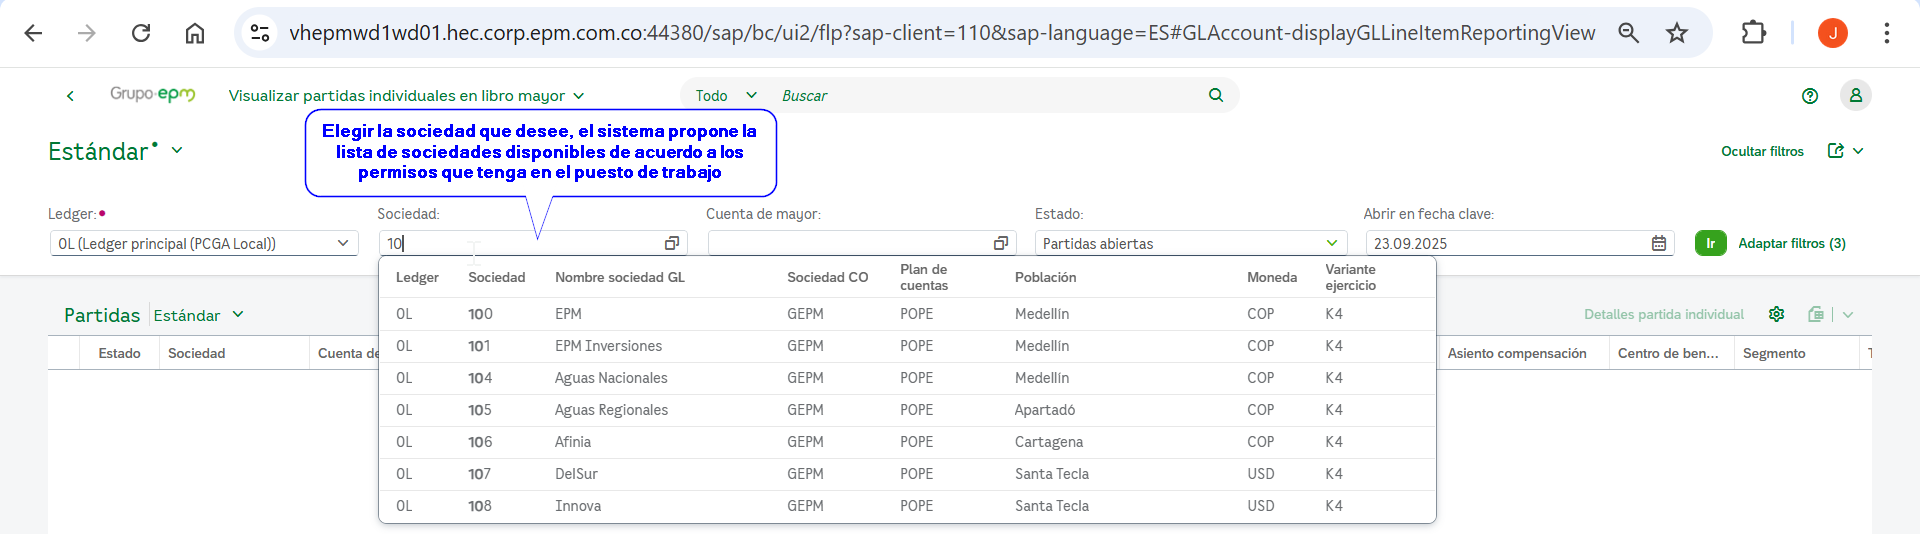 vhepmwd1wd01.hec.corp.epm.com.co:44380/sap/bc/ui2/flp?sap-client=110&sap-language=ES#GLAccount-displayGLLineItemReportingView
J
Grupo·epm
Visualizar partidas individuales en libro mayor
Todo
Buscar
Elegir la sociedad que desee, el sistema propone la
lista de sociedades disponibles de acuerdo a los
permisos que tenga en el puesto de trabajo
Estándar*
Ocultar filtros
Ledger:
Sociedad:
Cuenta de mayor:
Estado:
Abrir en fecha clave:
0L (Ledger principal (PCGA Local))
10
Partidas abiertas
23.09.2025
Ir
Adaptar filtros (3)
Ledger Sociedad Nombre sociedad GL Sociedad CO Plan de cuentas Población Moneda Variante ejercicio
0L 100 EPM GEPM POPE Medellín COP K4
0L 101 EPM Inversiones GEPM POPE Medellín COP K4
0L 104 Aguas Nacionales GEPM POPE Medellín COP K4
0L 105 Aguas Regionales GEPM POPE Apartadó COP K4
0L 106 Afinia GEPM POPE Cartagena COP K4
0L 107 DelSur GEPM POPE Santa Tecla USD K4
0L 108 Innova GEPM POPE Santa Tecla USD K4
Partidas
Estándar
Detalles partida individual
Estado Sociedad Cuenta de
Asiento compensación Centro de ben... Segmento